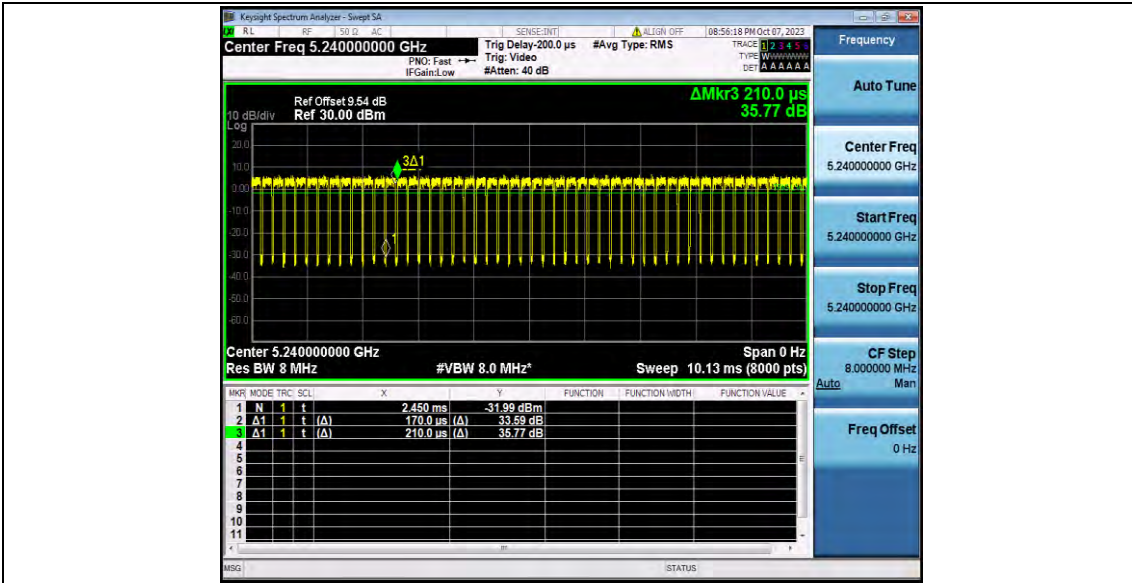 Keysight Spectrum Analyzer - Swept SA
RL RF 50 Ω AC SENSE:INT ALIGN OFF 08:56:18 PM Oct 07, 2023
Center Freq 5.240000000 GHz
PNO: Fast
IFGain:Low
Trig Delay-200.0 µs
Trig: Video
#Atten: 40 dB
#Avg Type: RMS
TRACE 1 2 3 4 5 6
TYPE WWWWWW
DET A A A A A A
Frequency
Auto Tune
Center Freq
5.240000000 GHz
Start Freq
5.240000000 GHz
Stop Freq
5.240000000 GHz
CF Step
8.000000 MHz
Auto Man
Freq Offset
0 Hz
ΔMkr3 210.0 µs
35.77 dB
Ref Offset 9.54 dB
10 dB/div Ref 30.00 dBm
Log
20.0
10.0
0.00
-10.0
-20.0
-30.0
-40.0
-50.0
-60.0
3Δ1
1
Center 5.240000000 GHz Span 0 Hz
Res BW 8 MHz #VBW 8.0 MHz* Sweep 10.13 ms (8000 pts)
MKR MODE TRC SCL X Y FUNCTION FUNCTION WIDTH FUNCTION VALUE
1 N 1 t 2.450 ms -31.99 dBm
2 Δ1 1 t (Δ) 170.0 µs (Δ) 33.59 dB
3 Δ1 1 t (Δ) 210.0 µs (Δ) 35.77 dB
4
5
6
7
8
9
10
11
MSG STATUS